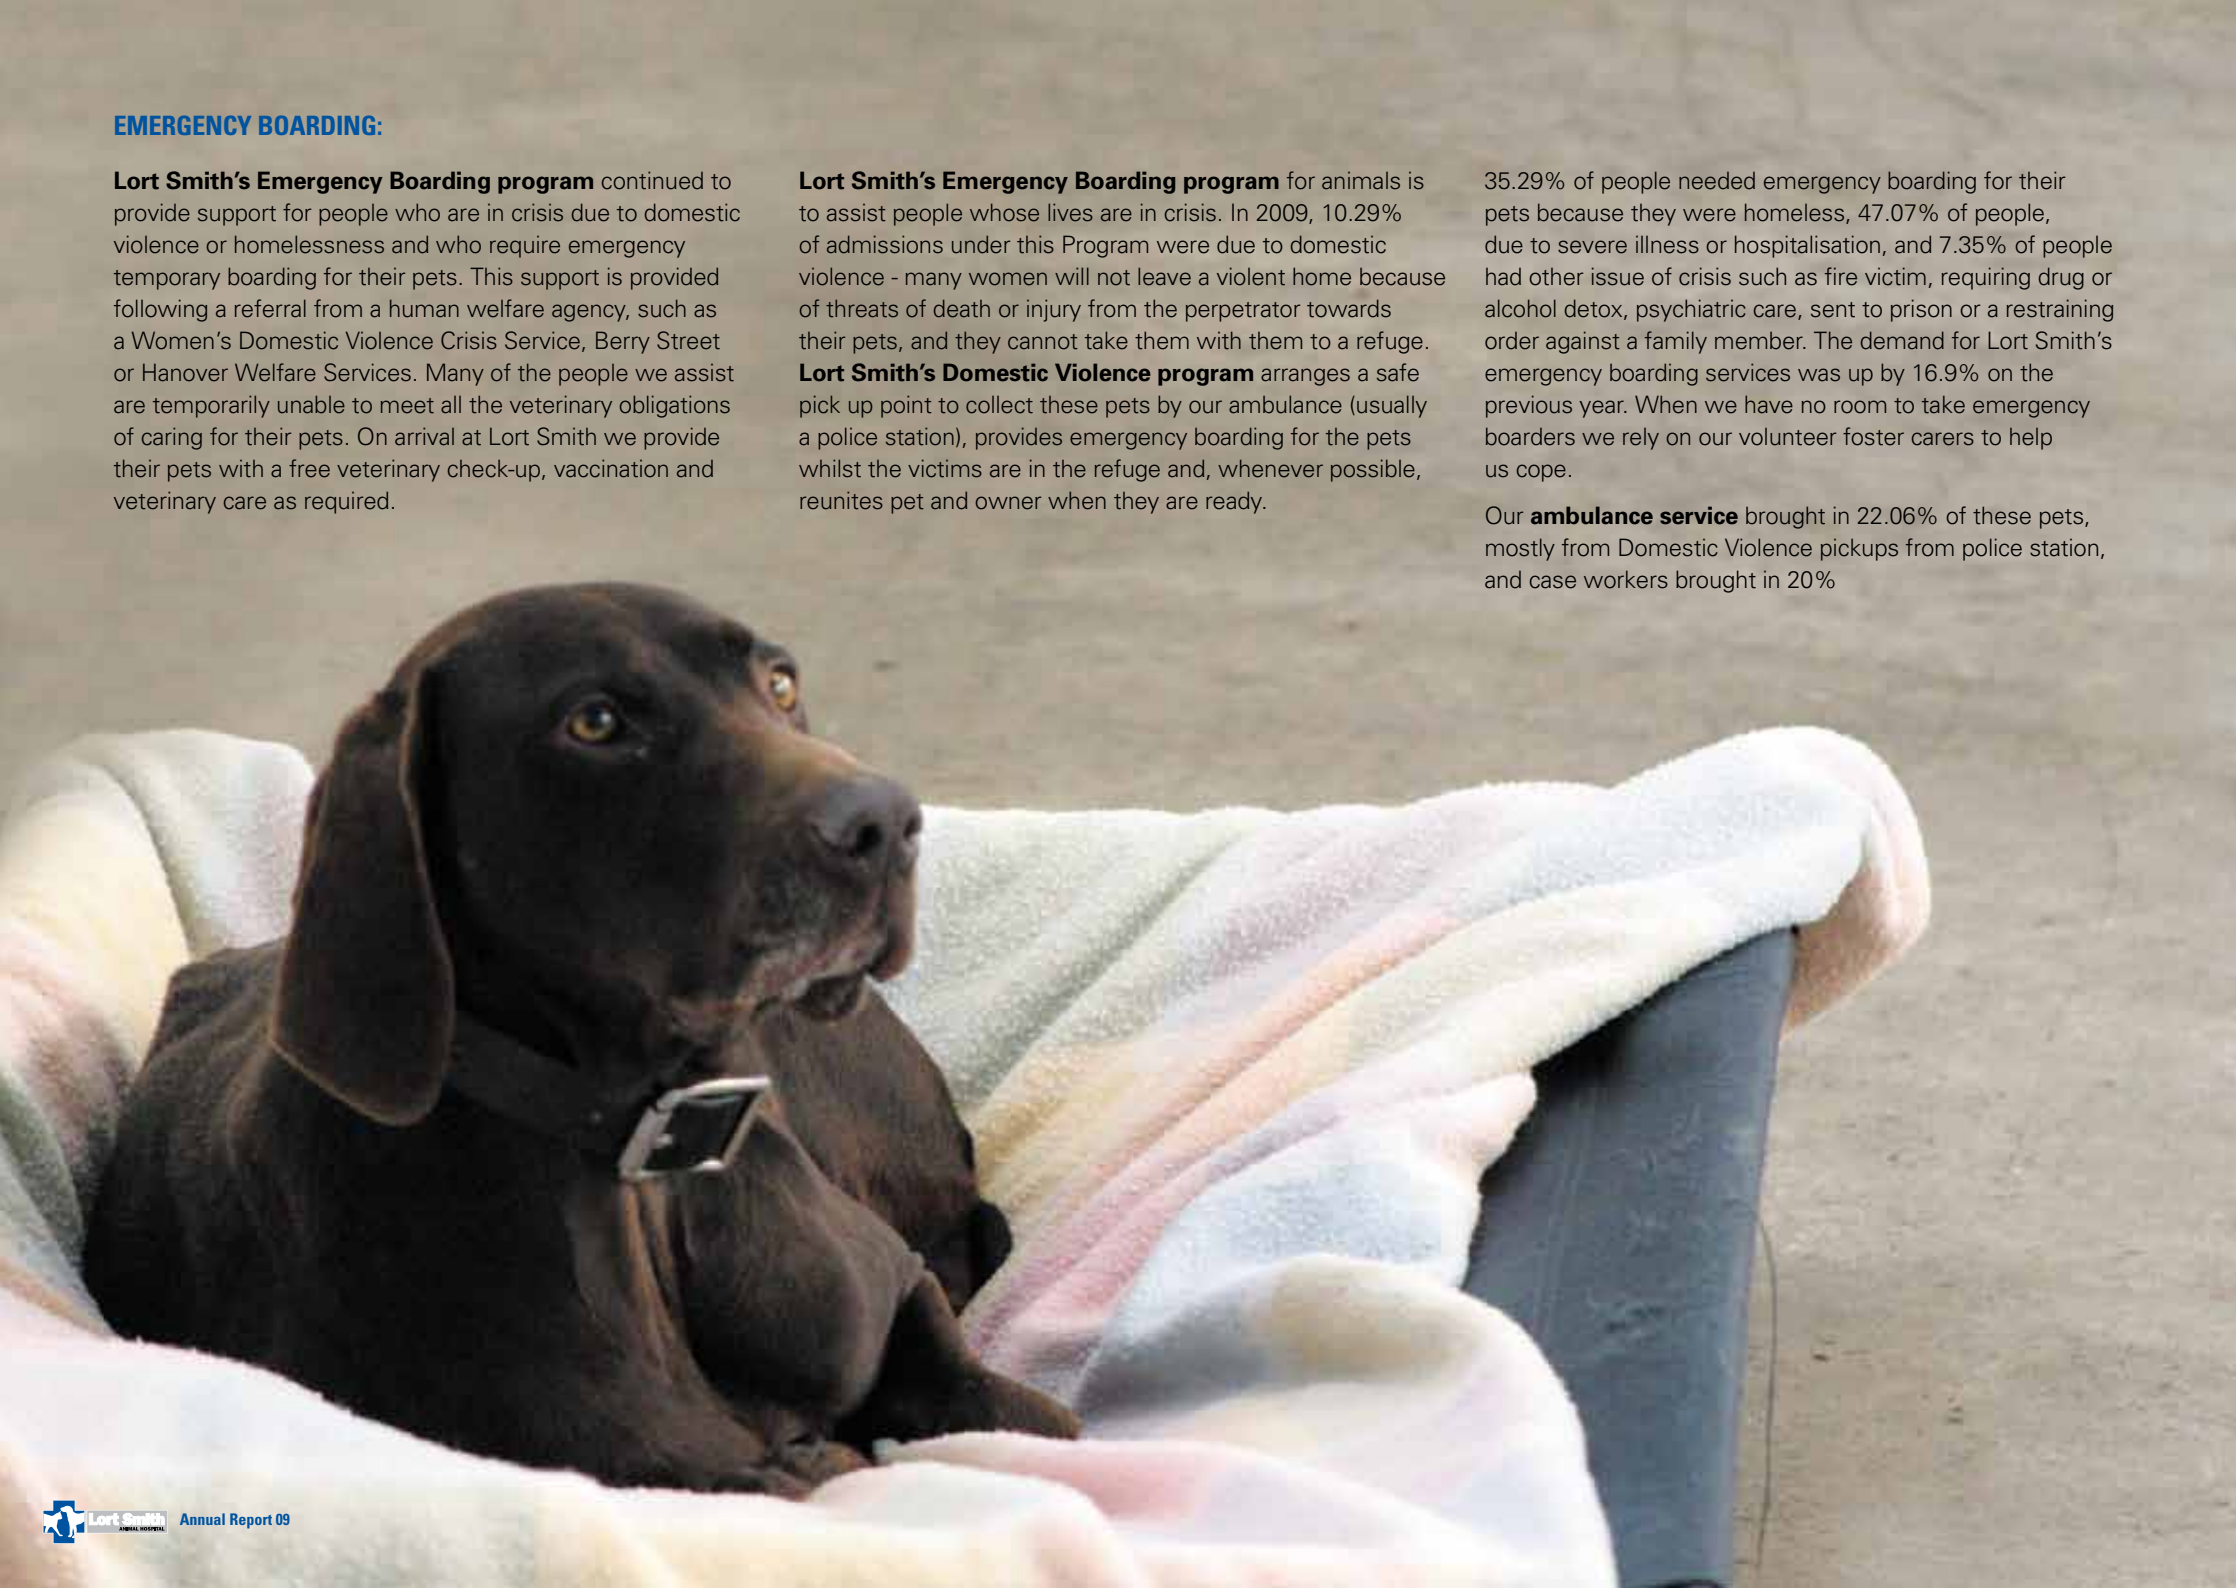 EMERGENCY BOARDING:
Lort Smith’s Emergency Boarding program continued to
provide support for people who are in crisis due to domestic
violence or homelessness and who require emergency
temporary boarding for their pets. This support is provided
following a referral from a human welfare agency, such as
a Women’s Domestic Violence Crisis Service, Berry Street
or Hanover Welfare Services. Many of the people we assist
are temporarily unable to meet all the veterinary obligations
of caring for their pets. On arrival at Lort Smith we provide
their pets with a free veterinary check-up, vaccination and
veterinary care as required.
Lort Smith’s Emergency Boarding program for animals is
to assist people whose lives are in crisis. In 2009, 10.29%
of admissions under this Program were due to domestic
violence - many women will not leave a violent home because
of threats of death or injury from the perpetrator towards
their pets, and they cannot take them with them to a refuge.
Lort Smith’s Domestic Violence program arranges a safe
pick up point to collect these pets by our ambulance (usually
a police station), provides emergency boarding for the pets
whilst the victims are in the refuge and, whenever possible,
reunites pet and owner when they are ready.
35.29% of people needed emergency boarding for their
pets because they were homeless, 47.07% of people,
due to severe illness or hospitalisation, and 7.35% of people
had other issue of crisis such as fire victim, requiring drug or
alcohol detox, psychiatric care, sent to prison or a restraining
order against a family member. The demand for Lort Smith’s
emergency boarding services was up by 16.9% on the
previous year. When we have no room to take emergency
boarders we rely on our volunteer foster carers to help
us cope.
Our ambulance service brought in 22.06% of these pets,
mostly from Domestic Violence pickups from police station,
and case workers brought in 20%
Lort Smith
ANIMAL HOSPITAL
Annual Report 09